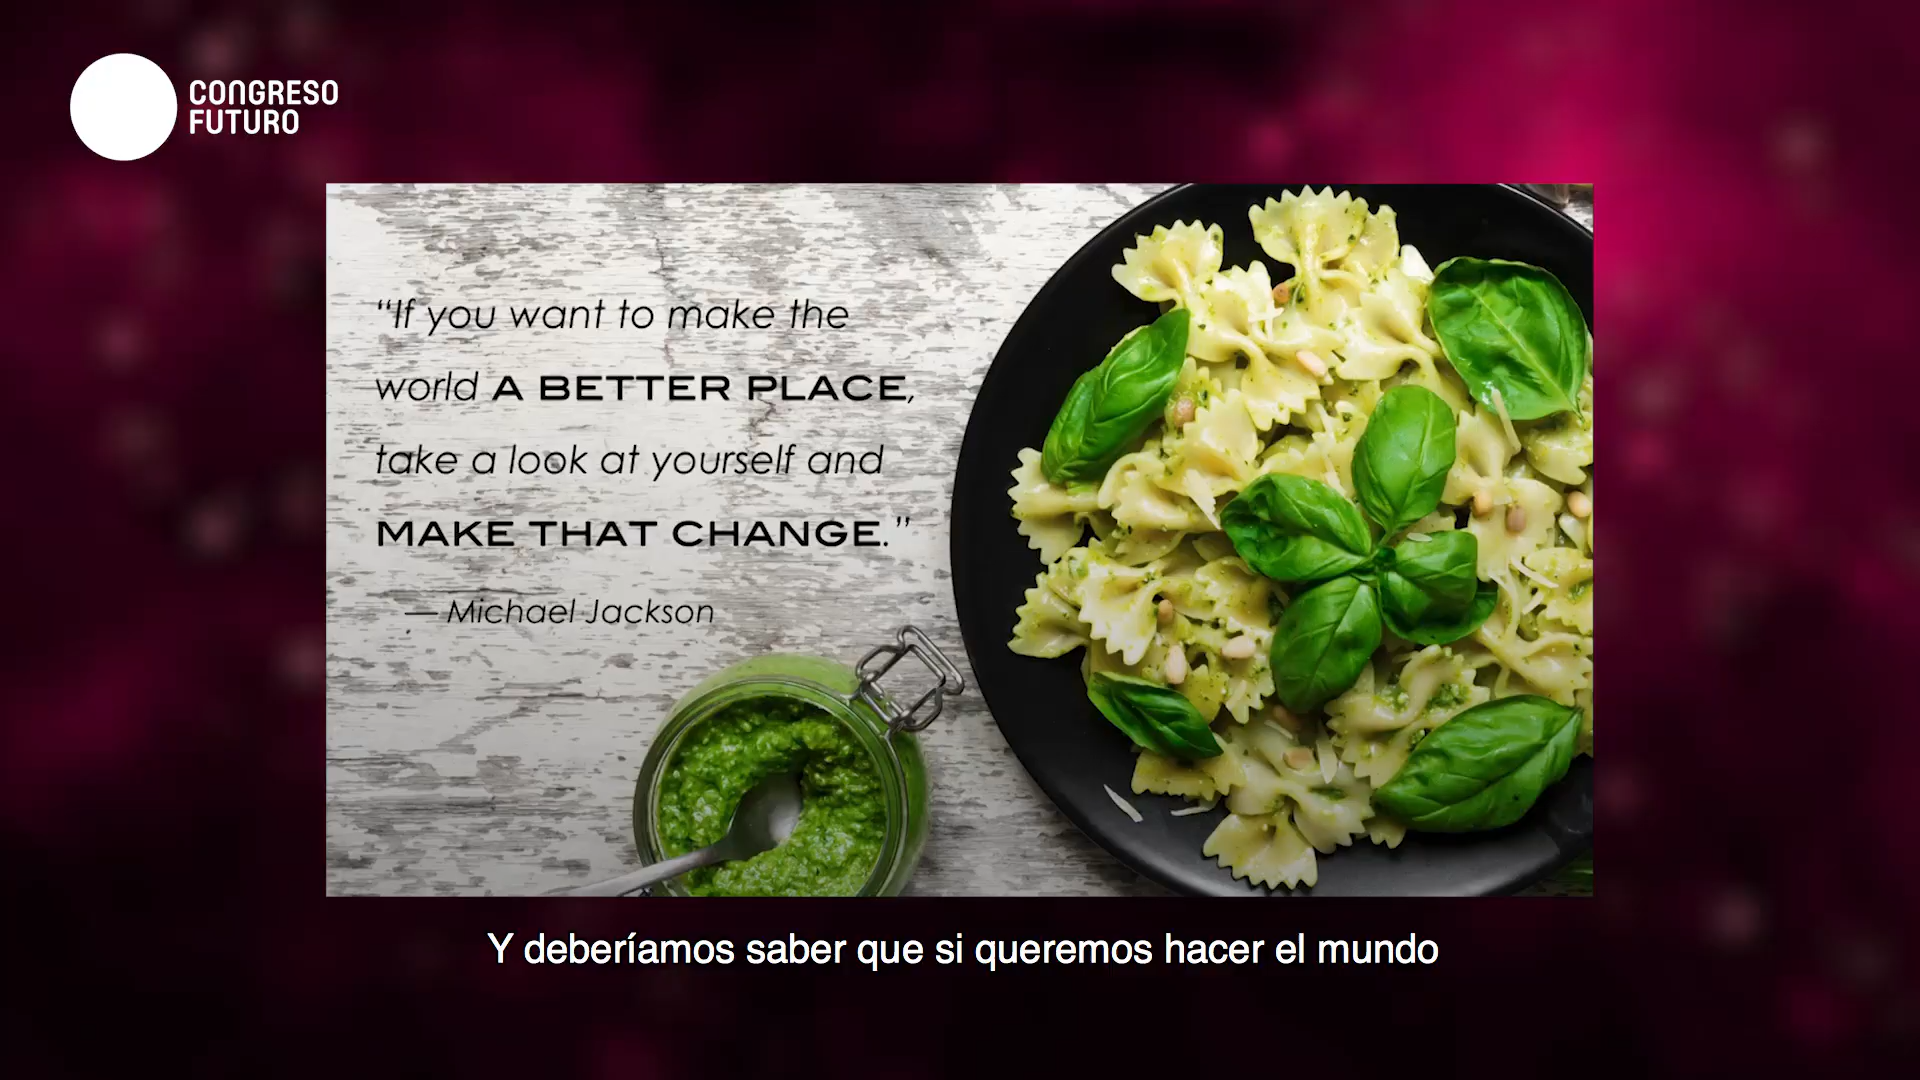 CONGRESO
FUTURO
“If you want to make the
world A BETTER PLACE,
take a look at yourself and
MAKE THAT CHANGE.”
— Michael Jackson
Y deberíamos saber que si queremos hacer el mundo